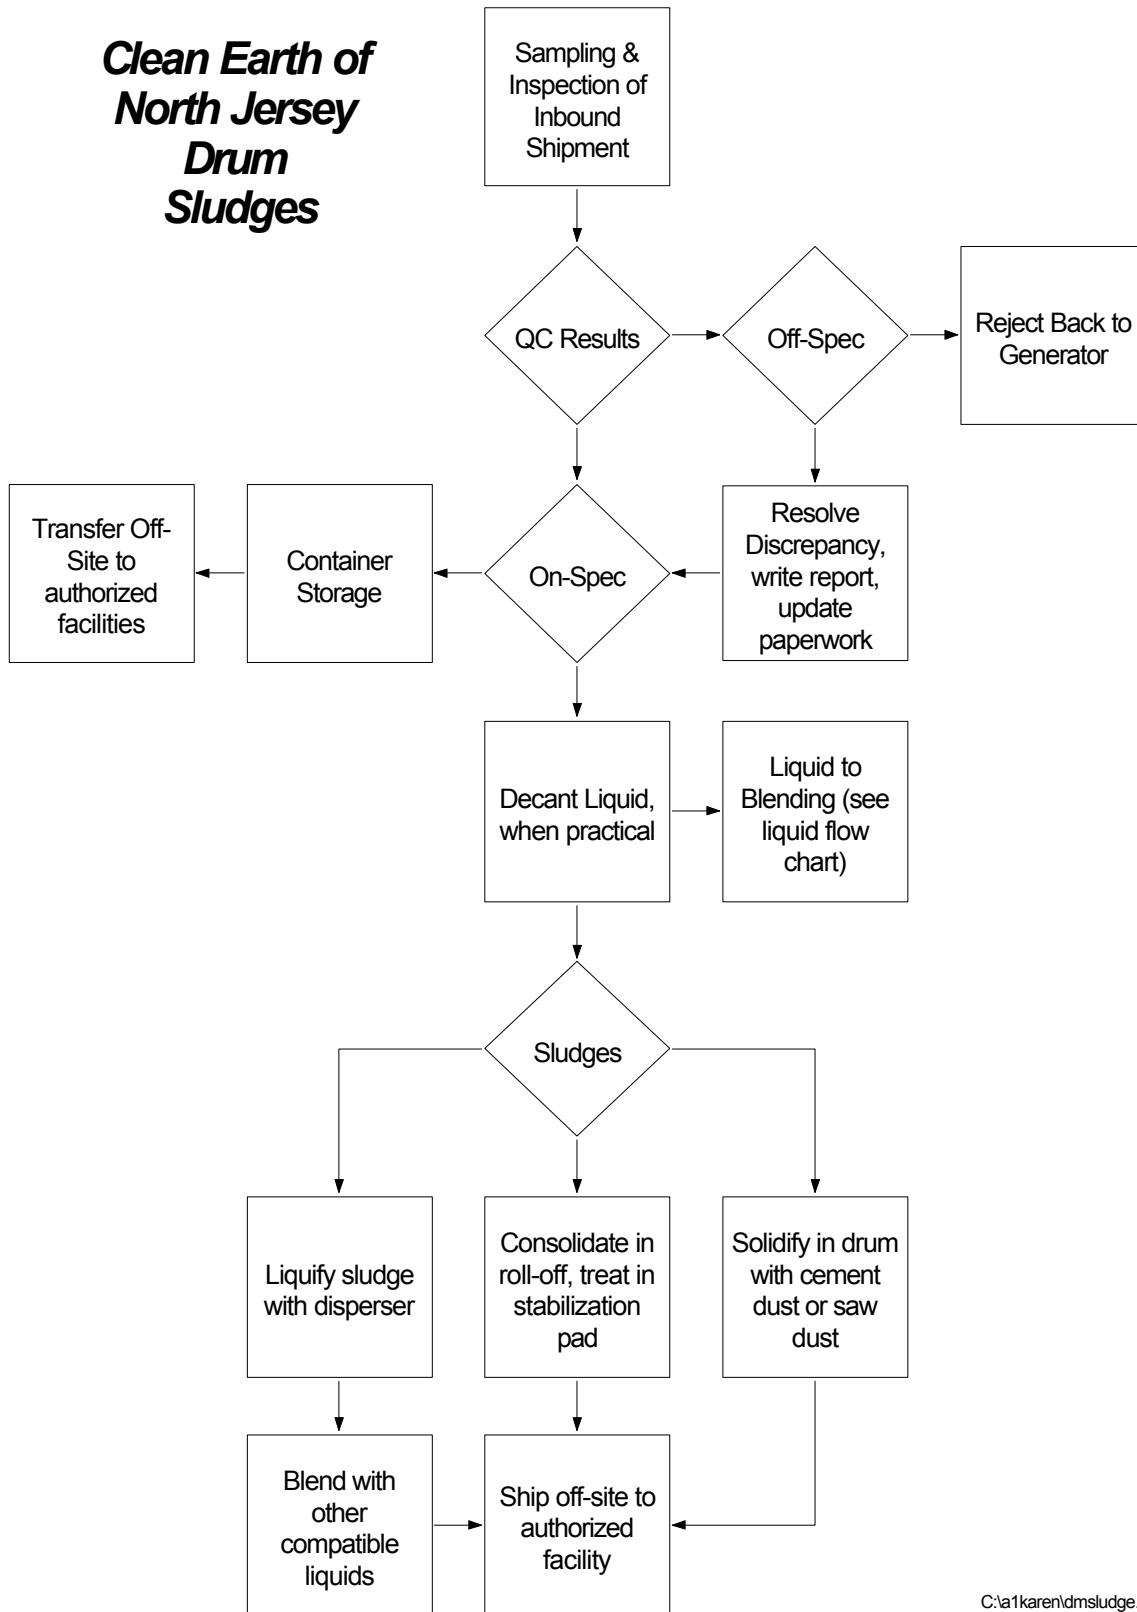 Clean Earth of
North Jersey
Drum
Sludges
Sampling &
Inspection of
Inbound
Shipment
QC Results
Off-Spec
Reject Back to
Generator
Transfer Off-
Site to
authorized
facilities
Container
Storage
On-Spec
Resolve
Discrepancy,
write report,
update
paperwork
Decant Liquid,
when practical
Liquid to
Blending (see
liquid flow
chart)
Sludges
Liquify sludge
with disperser
Consolidate in
roll-off, treat in
stabilization
pad
Solidify in drum
with cement
dust or saw
dust
Blend with
other
compatible
liquids
Ship off-site to
authorized
facility
C:\a1karen\dmsludge.